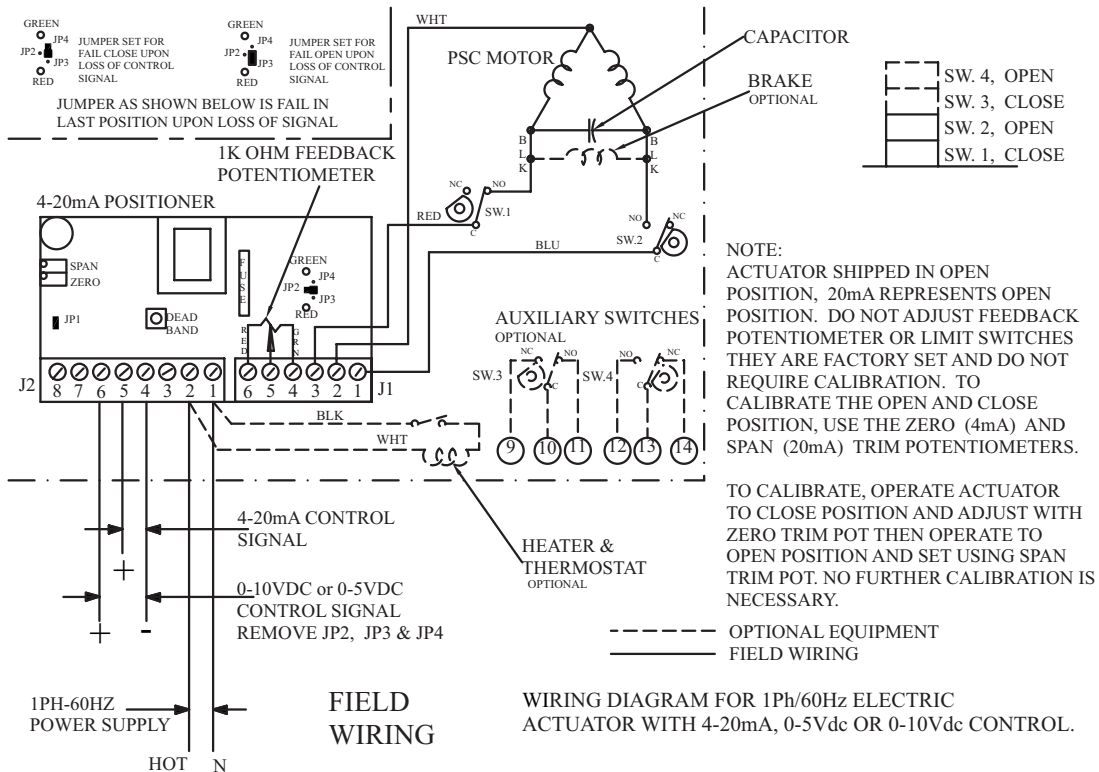 GREEN
JP4
JP2
JP3
RED
JUMPER SET FOR
FAIL CLOSE UPON
LOSS OF CONTROL
SIGNAL
GREEN
JP4
JP2
JP3
RED
JUMPER SET FOR
FAIL OPEN UPON
LOSS OF CONTROL
SIGNAL
JUMPER AS SHOWN BELOW IS FAIL IN
LAST POSITION UPON LOSS OF SIGNAL
WHT
PSC MOTOR
CAPACITOR
BRAKE
OPTIONAL
BLK
BLK
SW. 4, OPEN
SW. 3, CLOSE
SW. 2, OPEN
SW. 1, CLOSE
1K OHM FEEDBACK
POTENTIOMETER
4-20mA POSITIONER
NC
NO
SW.1
C
RED
BLU
NO
NC
SW.2
C
SPAN
ZERO
JP1
DEAD
BAND
FUSE
GREEN
JP4
JP2
JP3
RED
RED
GRN
J2
8 7 6 5 4 3 2 1
6 5 4 3 2 1
J1
BLK
WHT
AUXILIARY SWITCHES
OPTIONAL
NC
NO
SW.3
C
NO
NC
SW.4
C
9 10 11 12 13 14
HEATER &
THERMOSTAT
OPTIONAL
NOTE:
ACTUATOR SHIPPED IN OPEN
POSITION, 20mA REPRESENTS OPEN
POSITION. DO NOT ADJUST FEEDBACK
POTENTIOMETER OR LIMIT SWITCHES
THEY ARE FACTORY SET AND DO NOT
REQUIRE CALIBRATION. TO
CALIBRATE THE OPEN AND CLOSE
POSITION, USE THE ZERO (4mA) AND
SPAN (20mA) TRIM POTENTIOMETERS.
TO CALIBRATE, OPERATE ACTUATOR
TO CLOSE POSITION AND ADJUST WITH
ZERO TRIM POT THEN OPERATE TO
OPEN POSITION AND SET USING SPAN
TRIM POT. NO FURTHER CALIBRATION IS
NECESSARY.
4-20mA CONTROL
SIGNAL
+
0-10VDC or 0-5VDC
CONTROL SIGNAL
REMOVE JP2, JP3 & JP4
+ -
OPTIONAL EQUIPMENT
FIELD WIRING
1PH-60HZ
POWER SUPPLY
HOT N
FIELD
WIRING
WIRING DIAGRAM FOR 1Ph/60Hz ELECTRIC
ACTUATOR WITH 4-20mA, 0-5Vdc OR 0-10Vdc CONTROL.